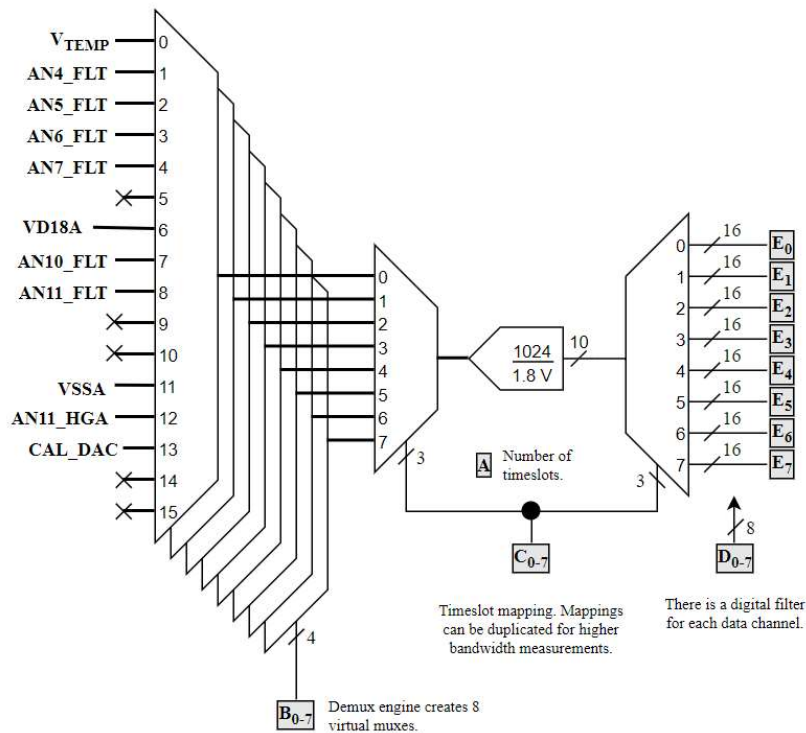 V_TEMP 0
AN4_FLT 1
AN5_FLT 2
AN6_FLT 3
AN7_FLT 4
5
VD18A 6
AN10_FLT 7
AN11_FLT 8
9
10
VSSA 11
AN11_HGA 12
CAL_DAC 13
14
15
0
1
2
3
4
5
6
7
3
4
B0-7
Demux engine creates 8
virtual muxes.
1024
1.8 V
10
A
Number of
timeslots.
C0-7
Timeslot mapping. Mappings
can be duplicated for higher
bandwidth measurements.
3
0 16 E0
1 16 E1
2 16 E2
3 16 E3
4 16 E4
5 16 E5
6 16 E6
7 16 E7
8
D0-7
There is a digital filter
for each data channel.